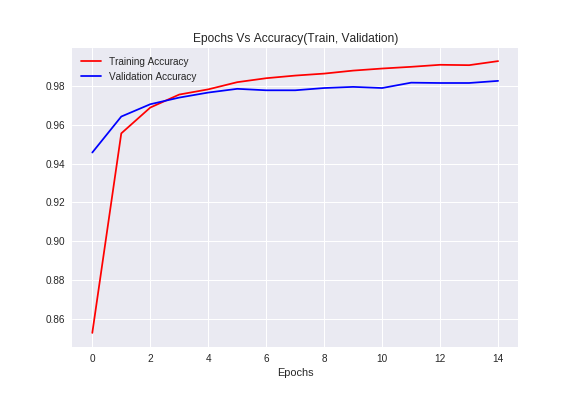 Epochs Vs Accuracy(Train, Validation)
Training Accuracy
Validation Accuracy
0.98
0.96
0.94
0.92
0.90
0.88
0.86
0 2 4 6 8 10 12 14
Epochs